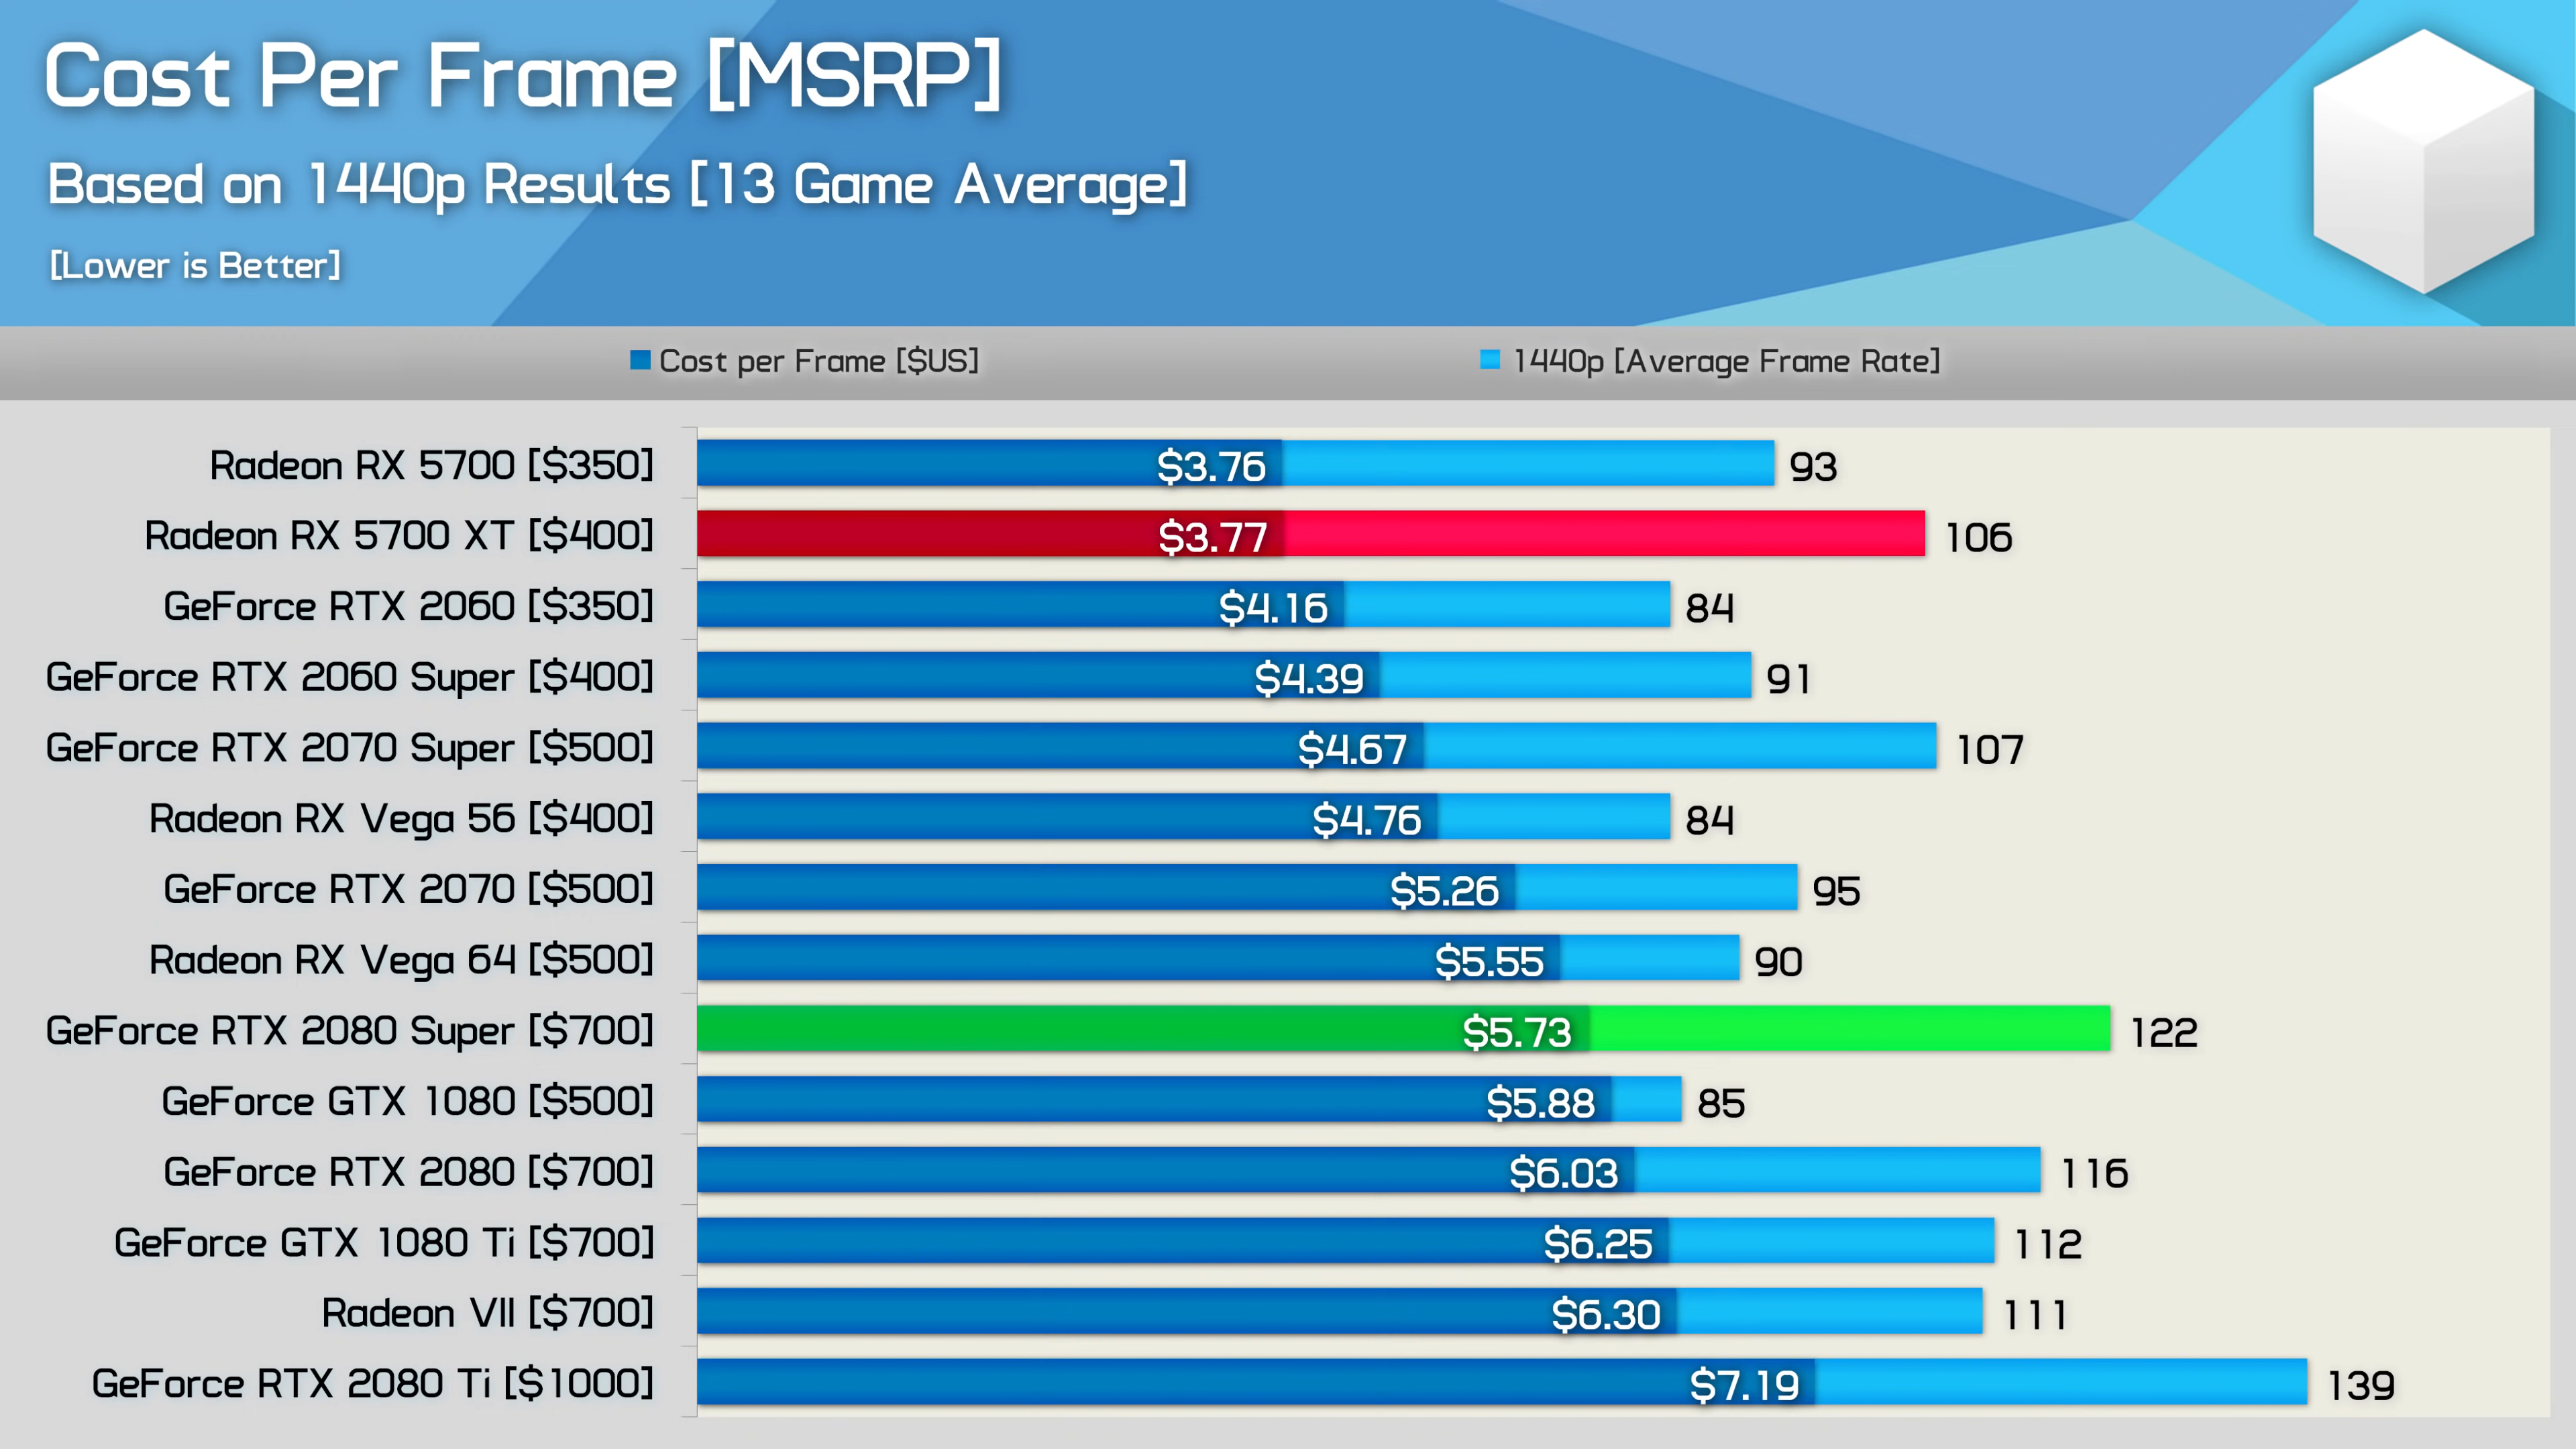 Cost Per Frame [MSRP]
Based on 1440p Results [13 Game Average]
[Lower is Better]
Cost per Frame [$US] 1440p [Average Frame Rate]
Radeon RX 5700 [$350] $3.76 93
Radeon RX 5700 XT [$400] $3.77 106
GeForce RTX 2060 [$350] $4.16 84
GeForce RTX 2060 Super [$400] $4.39 91
GeForce RTX 2070 Super [$500] $4.67 107
Radeon RX Vega 56 [$400] $4.76 84
GeForce RTX 2070 [$500] $5.26 95
Radeon RX Vega 64 [$500] $5.55 90
GeForce RTX 2080 Super [$700] $5.73 122
GeForce GTX 1080 [$500] $5.88 85
GeForce RTX 2080 [$700] $6.03 116
GeForce GTX 1080 Ti [$700] $6.25 112
Radeon VII [$700] $6.30 111
GeForce RTX 2080 Ti [$1000] $7.19 139